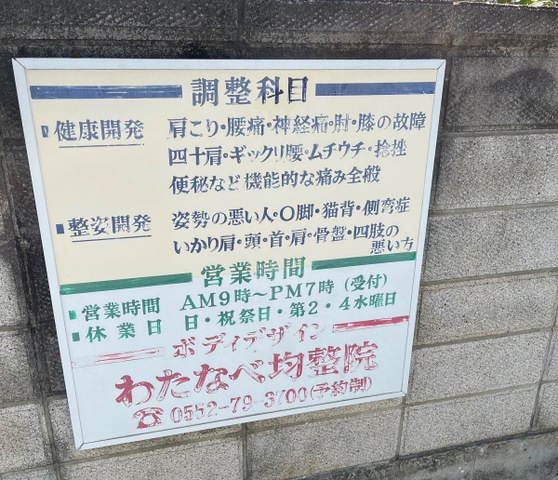 調整科目
健康開発 肩こり・腰痛・神経痛・肘・膝の故障
四十肩・ギックリ腰・ムチウチ・捻挫
便秘など機能的な痛み全般
整姿開発 姿勢の悪い人・O脚・猫背・側弯症
いかり肩・頭・首・肩・骨盤・四肢の
悪い方
営業時間
営業時間 AM9時〜PM7時(受付)
休業日 日・祝祭日・第2・4水曜日
ボディデザイン
わたなべ均整院
☎0552-79-3700(予約制)